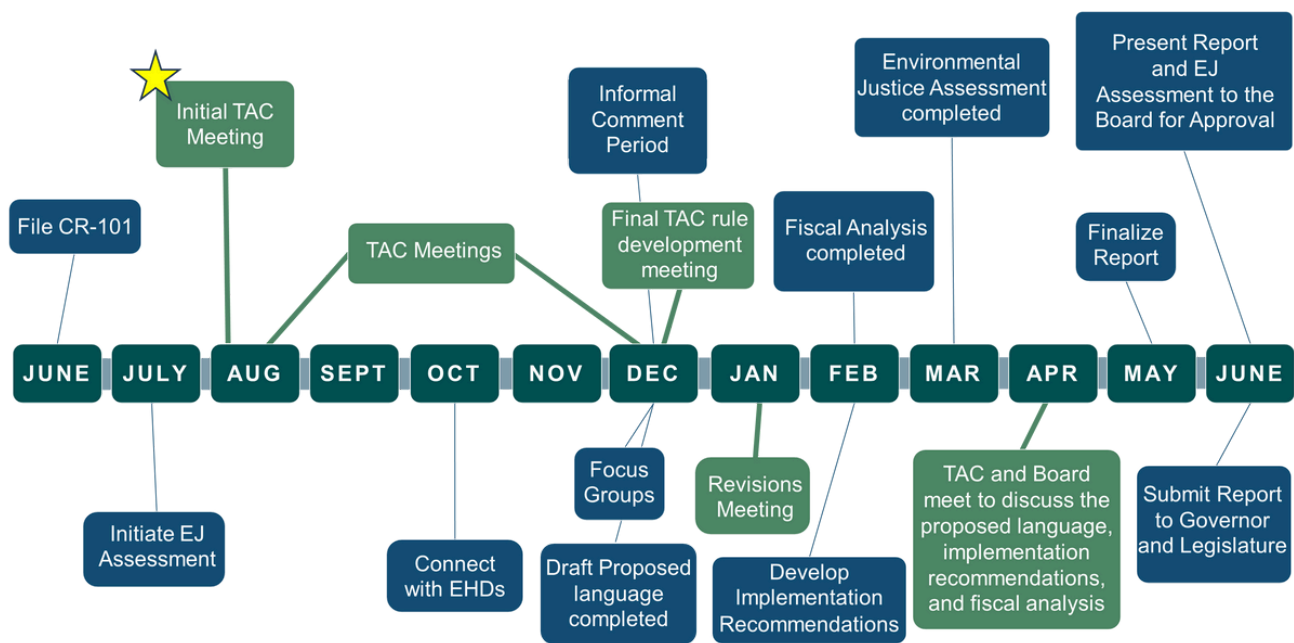 Initial TAC
Meeting
Informal
Comment
Period
Environmental
Justice Assessment
completed
Present Report
and EJ
Assessment to the
Board for Approval
File CR-101
TAC Meetings
Final TAC rule
development
meeting
Fiscal Analysis
completed
Finalize
Report
JUNE
JULY
AUG
SEPT
OCT
NOV
DEC
JAN
FEB
MAR
APR
MAY
JUNE
Initiate EJ
Assessment
Connect
with EHDs
Focus
Groups
Draft Proposed
language
completed
Revisions
Meeting
Develop
Implementation
Recommendations
TAC and Board
meet to discuss the
proposed language,
implementation
recommendations,
and fiscal analysis
Submit Report
to Governor
and Legislature